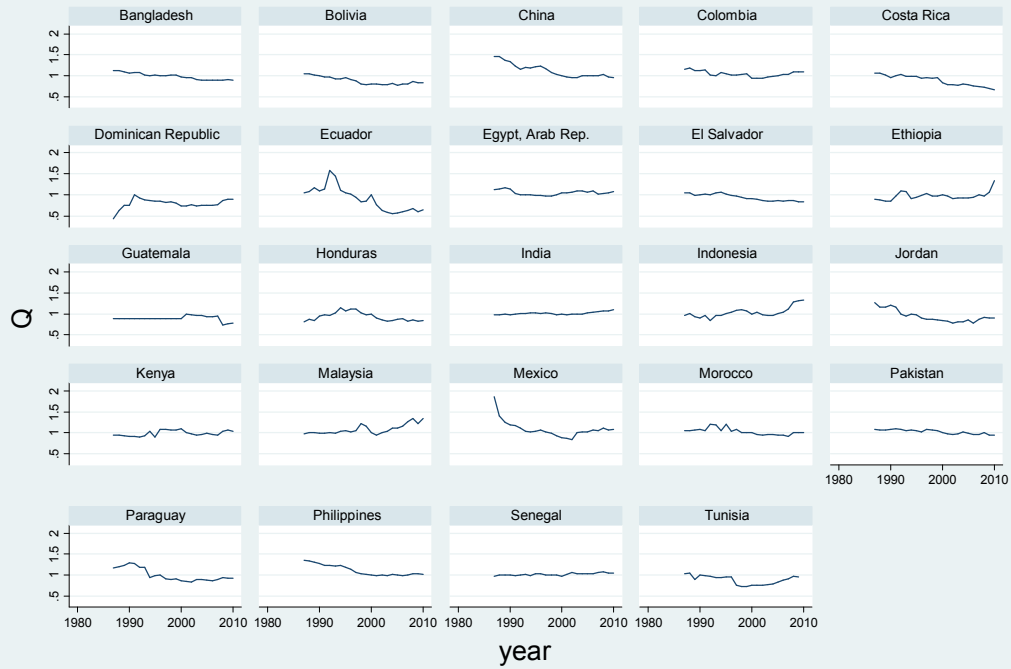 Bangladesh Bolivia China Colombia Costa Rica
2
1.5
1
.5
Dominican Republic Ecuador Egypt, Arab Rep. El Salvador Ethiopia
2
1.5
1
.5
Guatemala Honduras India Indonesia Jordan
2
1.5
1
.5
Q
Kenya Malaysia Mexico Morocco Pakistan
2
1.5
1
.5
1980 1990 2000 2010
Paraguay Philippines Senegal Tunisia
2
1.5
1
.5
1980 1990 2000 2010 1980 1990 2000 2010 1980 1990 2000 2010 1980 1990 2000 2010
year